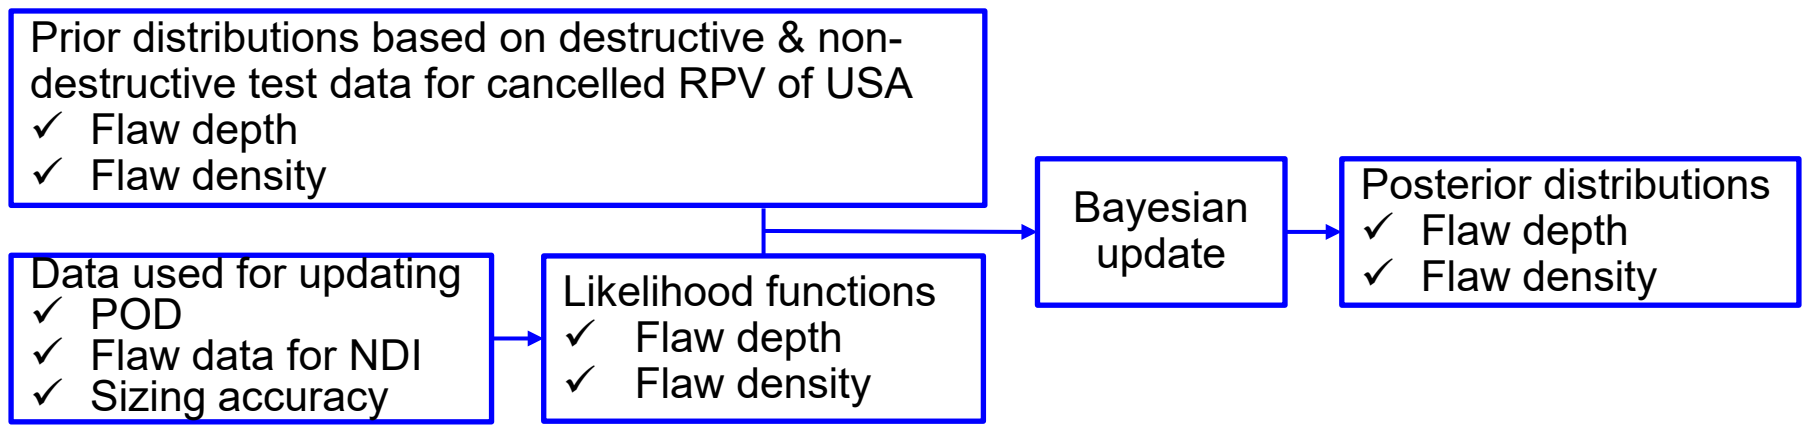 Prior distributions based on destructive & non-
destructive test data for cancelled RPV of USA
✓ Flaw depth
✓ Flaw density
Data used for updating
✓ POD
✓ Flaw data for NDI
✓ Sizing accuracy
Likelihood functions
✓ Flaw depth
✓ Flaw density
Bayesian
update
Posterior distributions
✓ Flaw depth
✓ Flaw density